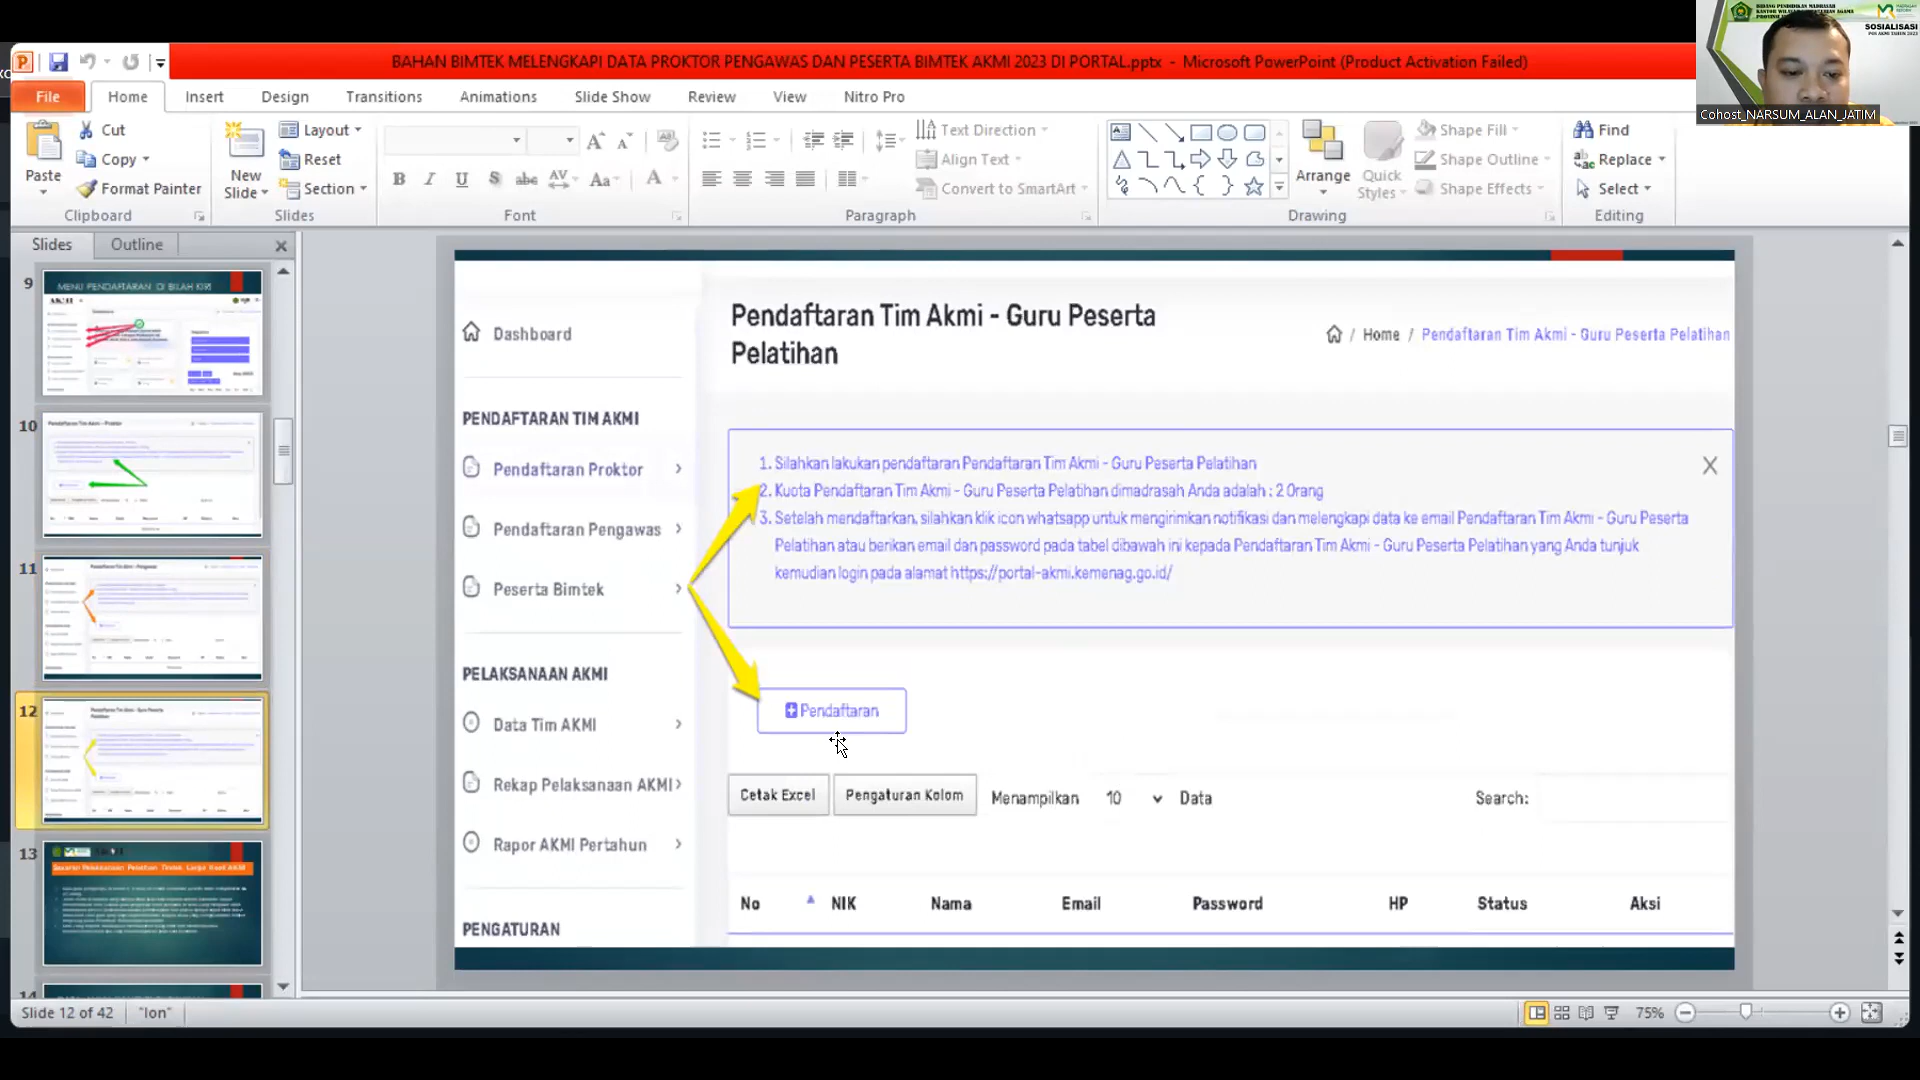 BAHAN BIMTEK MELENGKAPI DATA PROKTOR PENGAWAS DAN PESERTA BIMTEK AKMI 2023 DI PORTAL.pptx - Microsoft PowerPoint (Product Activation Failed)
SOSIALISASI
Cohost_NARSUM_ALAN_JATIM
File Home Insert Design Transitions Animations Slide Show Review View Nitro Pro
Paste
Cut
Copy
Format Painter
Clipboard
New Slide
Layout
Reset
Section
Slides
Font
Text Direction
Align Text
Convert to SmartArt
Paragraph
Arrange
Quick Styles
Shape Fill
Shape Outline
Shape Effects
Drawing
Find
Replace
Select
Editing
Slides Outline
9
MENU PENDAFTARAN DI BILAH KIRI
10
11
12
13
14
Dashboard
PENDAFTARAN TIM AKMI
Pendaftaran Proktor
Pendaftaran Pengawas
Peserta Bimtek
PELAKSANAAN AKMI
Data Tim AKMI
Rekap Pelaksanaan AKMI
Rapor AKMI Pertahun
PENGATURAN
Pendaftaran Tim Akmi - Guru Peserta
Pelatihan
/ Home / Pendaftaran Tim Akmi - Guru Peserta Pelatihan
1. Silahkan lakukan pendaftaran Pendaftaran Tim Akmi - Guru Peserta Pelatihan
2. Kuota Pendaftaran Tim Akmi - Guru Peserta Pelatihan dimadrasah Anda adalah : 2 Orang
3. Setelah mendaftarkan, silahkan klik icon whatsapp untuk mengirimkan notifikasi dan melengkapi data ke email Pendaftaran Tim Akmi - Guru Peserta
Pelatihan atau berikan email dan password pada tabel dibawah ini kepada Pendaftaran Tim Akmi - Guru Peserta Pelatihan yang Anda tunjuk
kemudian login pada alamat https://portal-akmi.kemenag.go.id/
X
Pendaftaran
Cetak Excel Pengaturan Kolom Menampilkan 10 Data Search:
No NIK Nama Email Password HP Status Aksi
Slide 12 of 42 "Ion" 75%